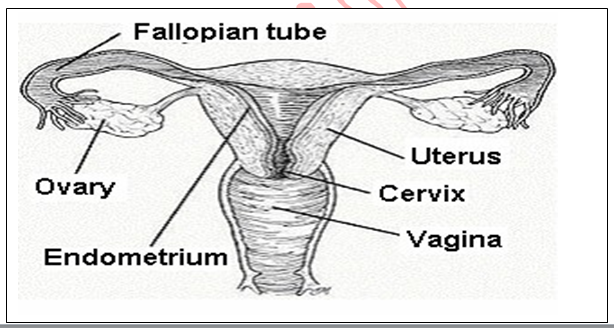 Fallopian tube
Uterus
Ovary
Cervix
Vagina
Endometrium